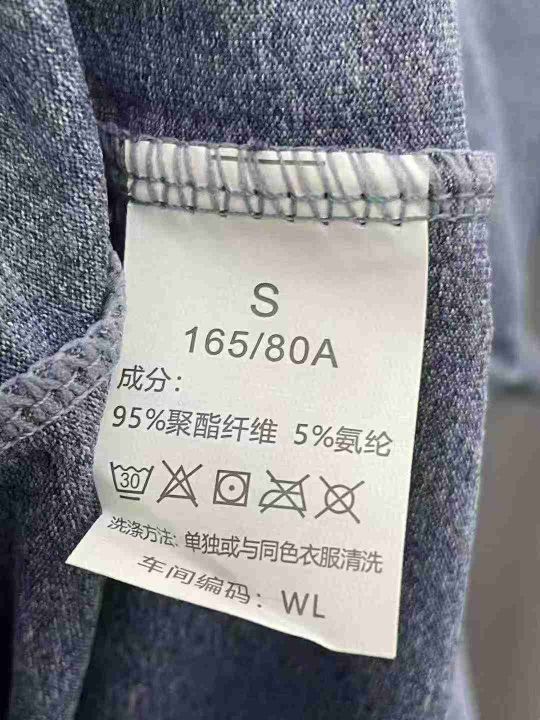 S
165/80A
成分：
95%聚酯纤维 5%氨纶
30
洗涤方法: 单独或与同色衣服清洗
车间编码：WL